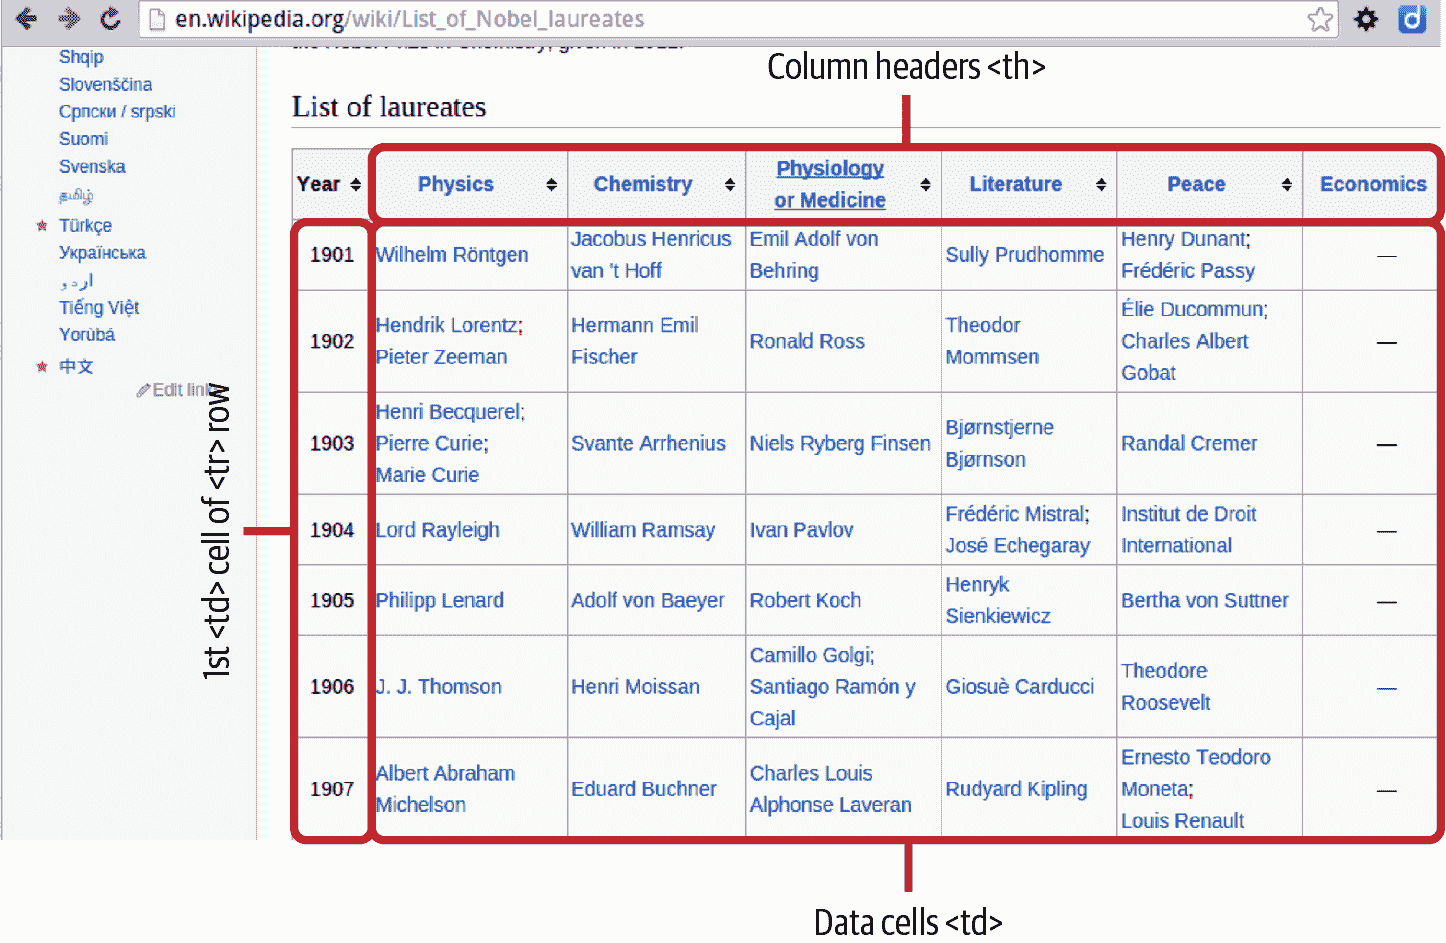 en.wikipedia.org/wiki/List_of_Nobel_laureates
Column headers <th>
Shqip
Slovenščina
Српски / srpski
Suomi
Svenska
தமிழ்
Türkçe
Українська
اردو
Tiếng Việt
Yorùbá
中文
Edit link
1st <td> cell of <tr> row
List of laureates
Year
Physics
Chemistry
Physiology
or Medicine
Literature
Peace
Economics
1901
Wilhelm Röntgen
Jacobus Henricus
van 't Hoff
Emil Adolf von
Behring
Sully Prudhomme
Henry Dunant;
Frédéric Passy
—
1902
Hendrik Lorentz;
Pieter Zeeman
Hermann Emil
Fischer
Ronald Ross
Theodor
Mommsen
Élie Ducommun;
Charles Albert
Gobat
—
1903
Henri Becquerel;
Pierre Curie;
Marie Curie
Svante Arrhenius
Niels Ryberg Finsen
Bjørnstjerne
Bjørnson
Randal Cremer
—
1904
Lord Rayleigh
William Ramsay
Ivan Pavlov
Frédéric Mistral;
José Echegaray
Institut de Droit
International
—
1905
Philipp Lenard
Adolf von Baeyer
Robert Koch
Henryk
Sienkiewicz
Bertha von Suttner
—
1906
J. J. Thomson
Henri Moissan
Camillo Golgi;
Santiago Ramón y
Cajal
Giosuè Carducci
Theodore
Roosevelt
—
1907
Albert Abraham
Michelson
Eduard Buchner
Charles Louis
Alphonse Laveran
Rudyard Kipling
Ernesto Teodoro
Moneta;
Louis Renault
—
Data cells <td>